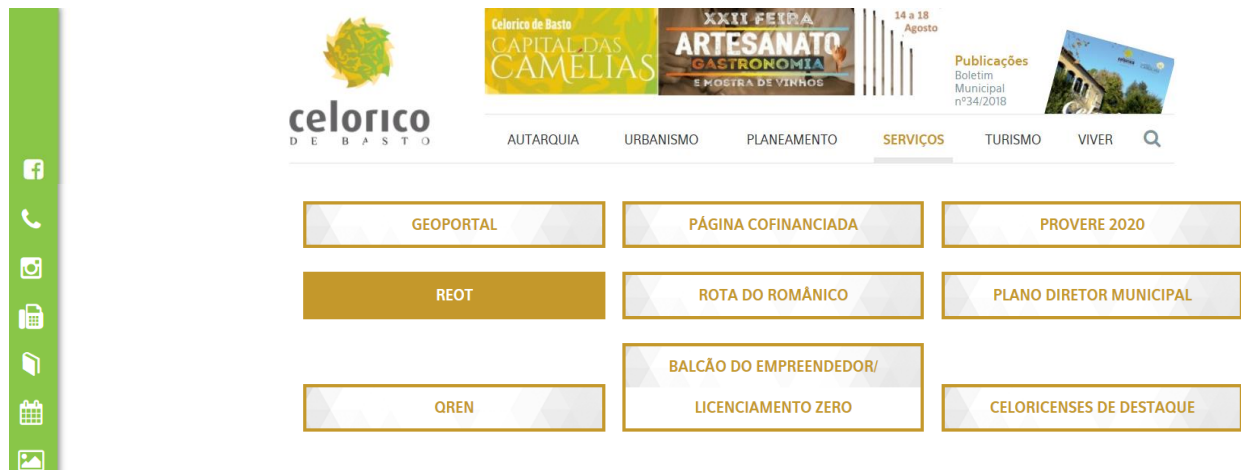 celorico
DE BASTO
Celorico de Basto
CAPITAL DAS
CAMÉLIAS
XXII FEIRA
ARTESANATO
GASTRONOMIA
E MOSTRA DE VINHOS
14 a 18
Agosto
Publicações
Boletim
Municipal
nº34/2018
AUTARQUIA URBANISMO PLANEAMENTO SERVIÇOS TURISMO VIVER
GEOPORTAL PÁGINA COFINANCIADA PROVERE 2020
REOT ROTA DO ROMÂNICO PLANO DIRETOR MUNICIPAL
BALCÃO DO EMPREENDEDOR/
QREN LICENCIAMENTO ZERO CELORICENSES DE DESTAQUE